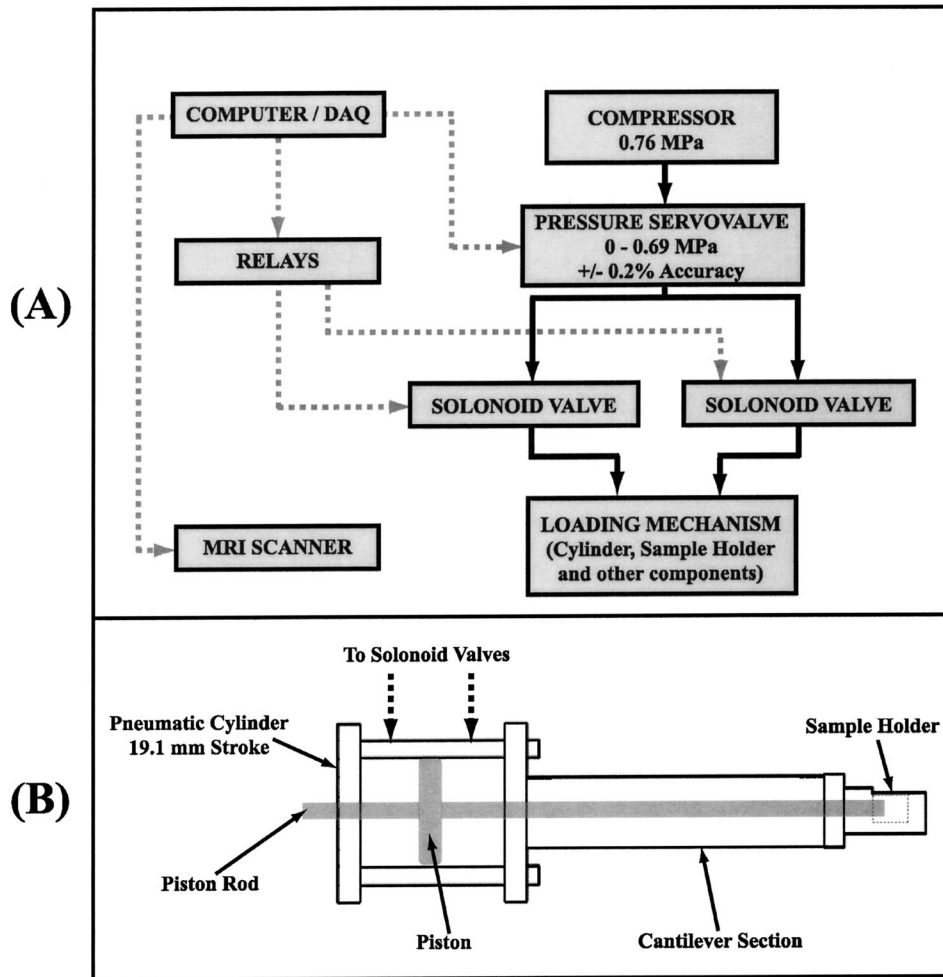 (A)
COMPUTER / DAQ
COMPRESSOR
0.76 MPa
PRESSURE SERVOVALVE
0 - 0.69 MPa
+/- 0.2% Accuracy
RELAYS
SOLONOID VALVE
SOLONOID VALVE
MRI SCANNER
LOADING MECHANISM
(Cylinder, Sample Holder
and other components)
(B)
To Solonoid Valves
Pneumatic Cylinder
19.1 mm Stroke
Sample Holder
Piston Rod
Piston
Cantilever Section